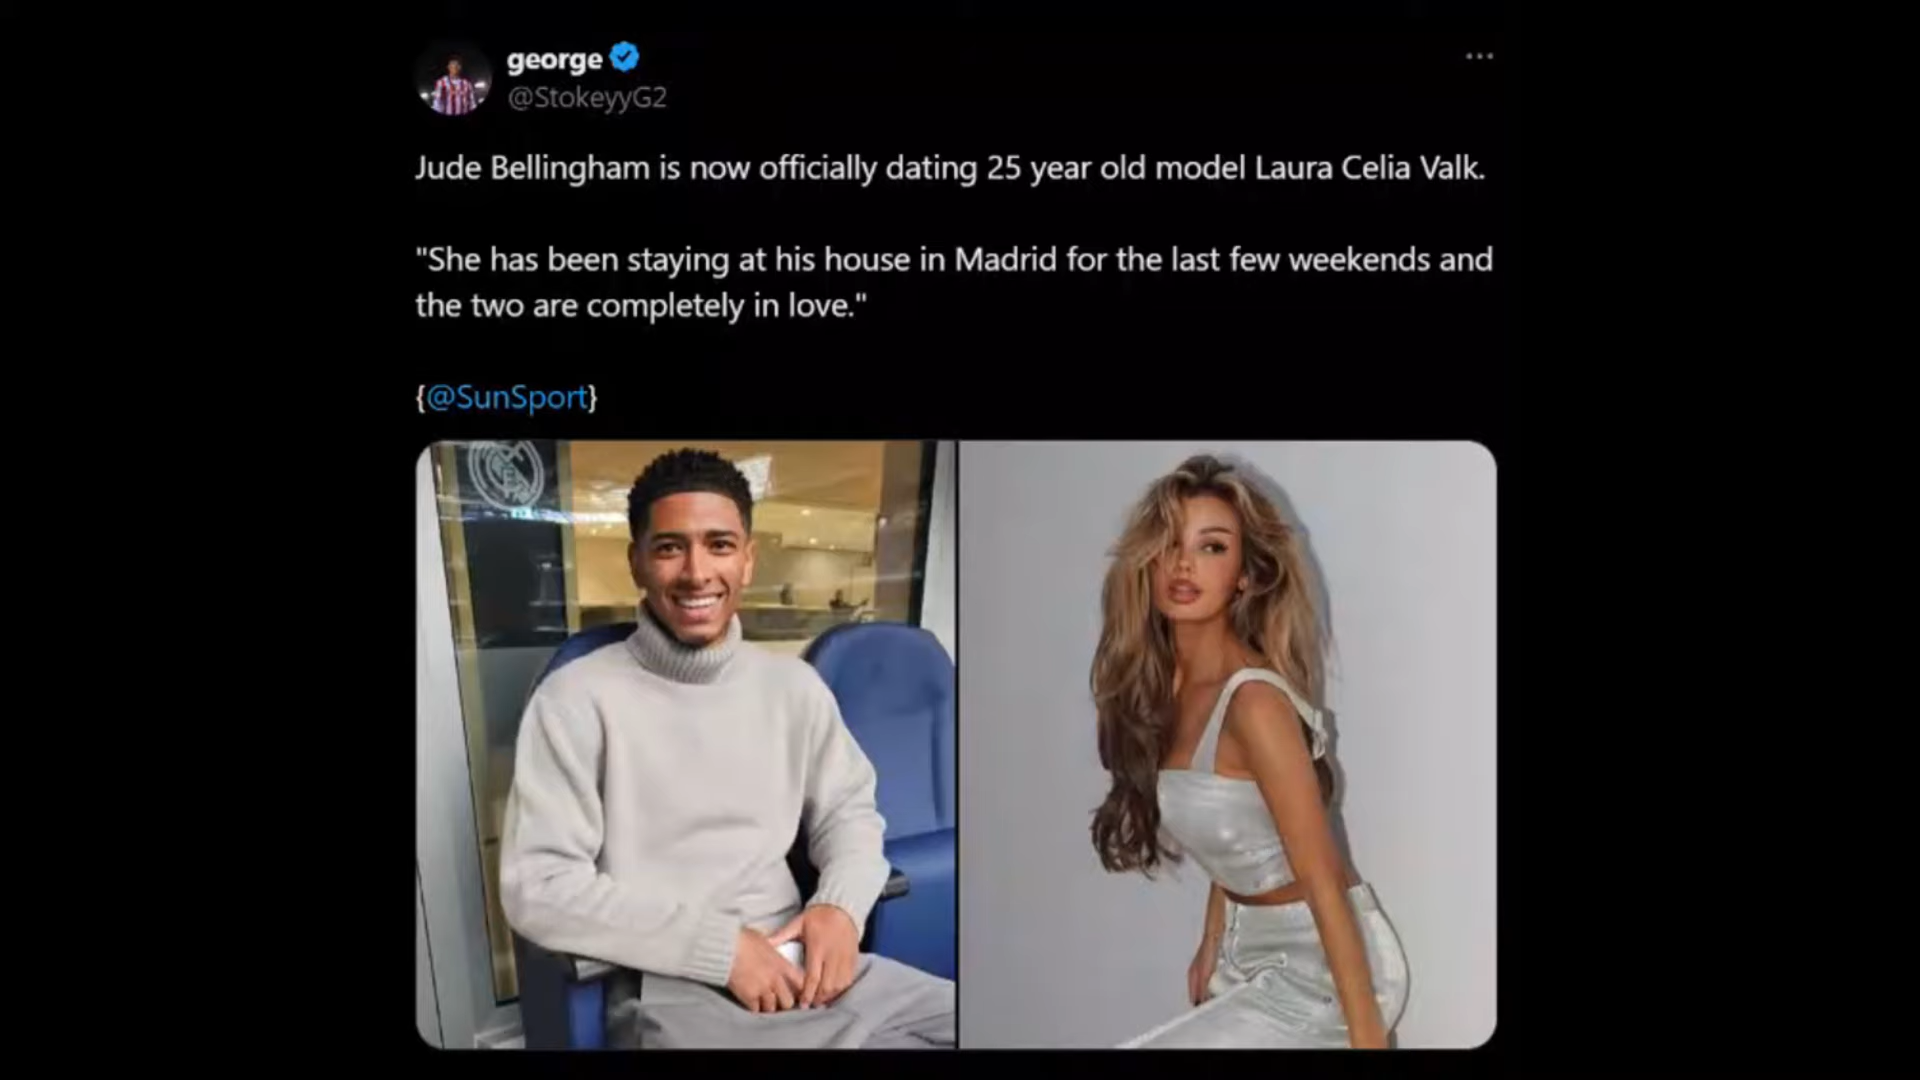 george
@StokeyyG2
Jude Bellingham is now officially dating 25 year old model Laura Celia Valk.
"She has been staying at his house in Madrid for the last few weekends and
the two are completely in love."
{@SunSport}